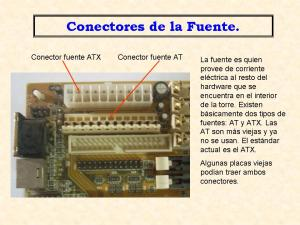 Conectores de la Fuente.
Conector fuente ATX
Conector fuente AT
La fuente es quien
provee de corriente
eléctrica al resto del
hardware que se
encuentra en el interior
de la torre. Existen
básicamente dos tipos de
fuentes: AT y ATX. Las
AT son más viejas y ya
no se usan. El estándar
actual es el ATX.
Algunas placas viejas
podían traer ambos
conectores.